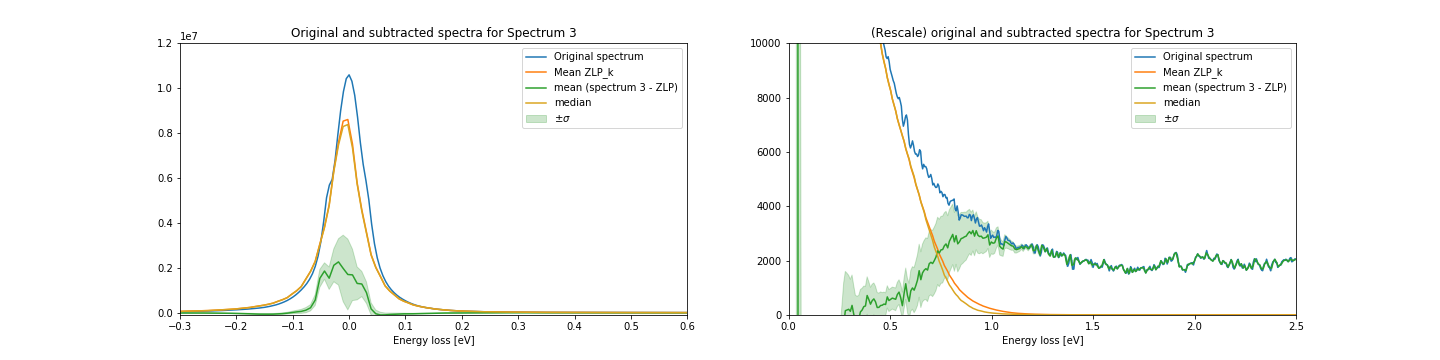 Original and subtracted spectra for Spectrum 3
1e7
1.2
1.0
0.8
0.6
0.4
0.2
0.0
−0.3 −0.2 −0.1 0.0 0.1 0.2 0.3 0.4 0.5 0.6
Energy loss [eV]
Original spectrum
Mean ZLP_k
mean (spectrum 3 - ZLP)
median
±σ
(Rescale) original and subtracted spectra for Spectrum 3
10000
8000
6000
4000
2000
0
0.0 0.5 1.0 1.5 2.0 2.5
Energy loss [eV]
Original spectrum
Mean ZLP_k
mean (spectrum 3 - ZLP)
median
±σ